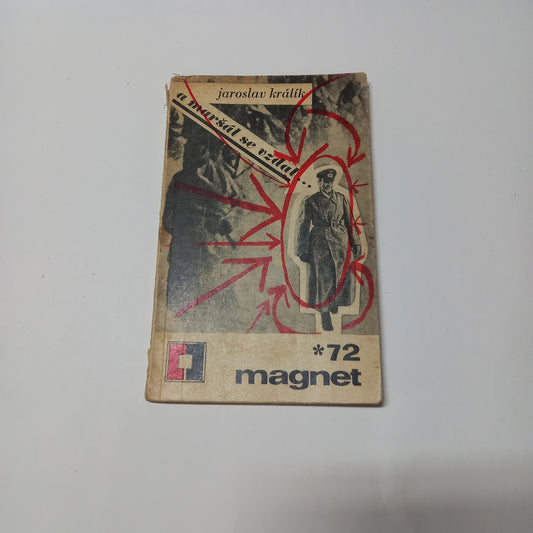 jaroslav králík
a maršál se vzdal...
*72
magnet